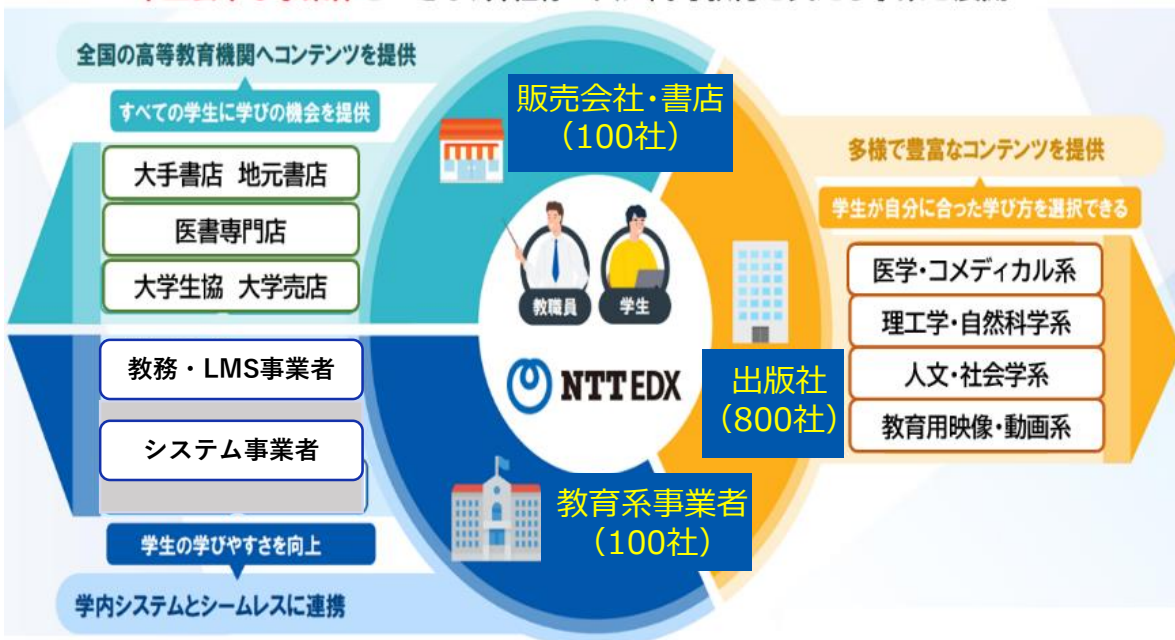 全国の高等教育機関へコンテンツを提供
すべての学生に学びの機会を提供
大手書店 地元書店
医書専門店
大学生協 大学売店
教務・LMS事業者
システム事業者
学生の学びやすさを向上
学内システムとシームレスに連携
販売会社・書店
(100社)
教職員
学生
NTT EDX
出版社
(800社)
教育系事業者
(100社)
多様で豊富なコンテンツを提供
学生が自分に合った学び方を選択できる
医学・コメディカル系
理工学・自然科学系
人文・社会学系
教育用映像・動画系